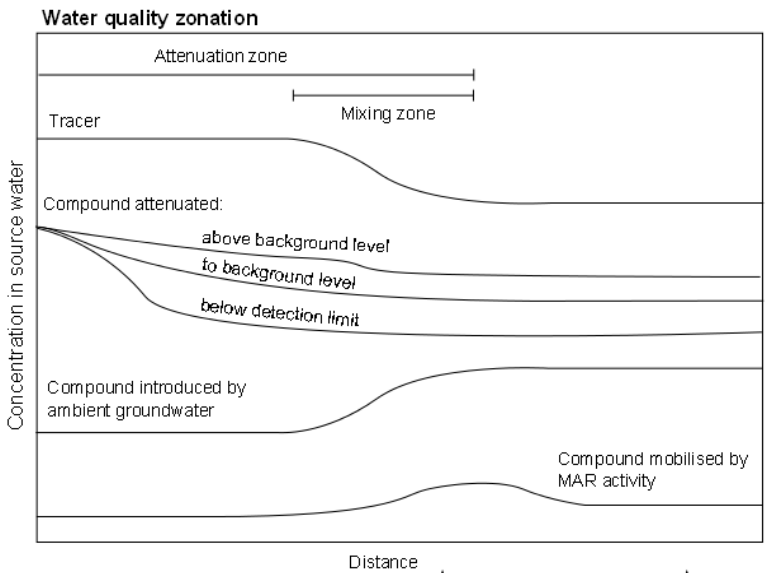 Water quality zonation
Attenuation zone
Mixing zone
Tracer
Compound attenuated:
above background level
to background level
below detection limit
Compound introduced by
ambient groundwater
Compound mobilised by
MAR activity
Concentration in source water
Distance